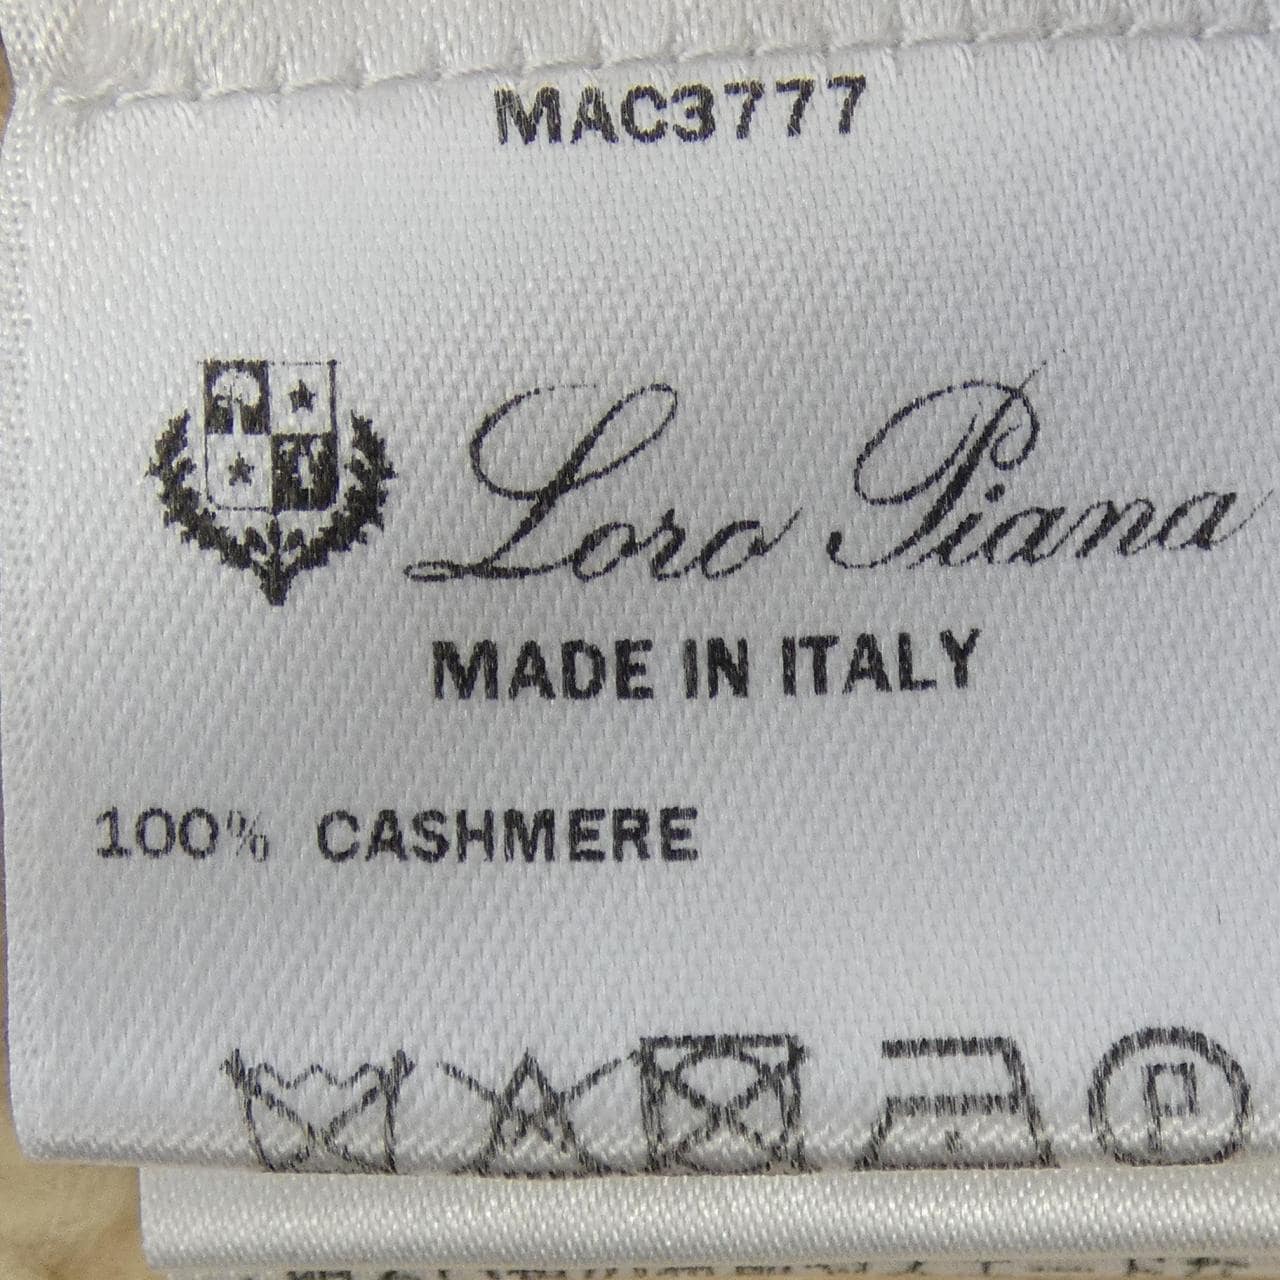 MAC3777
Loro Piana
MADE IN ITALY
100% CASHMERE
P